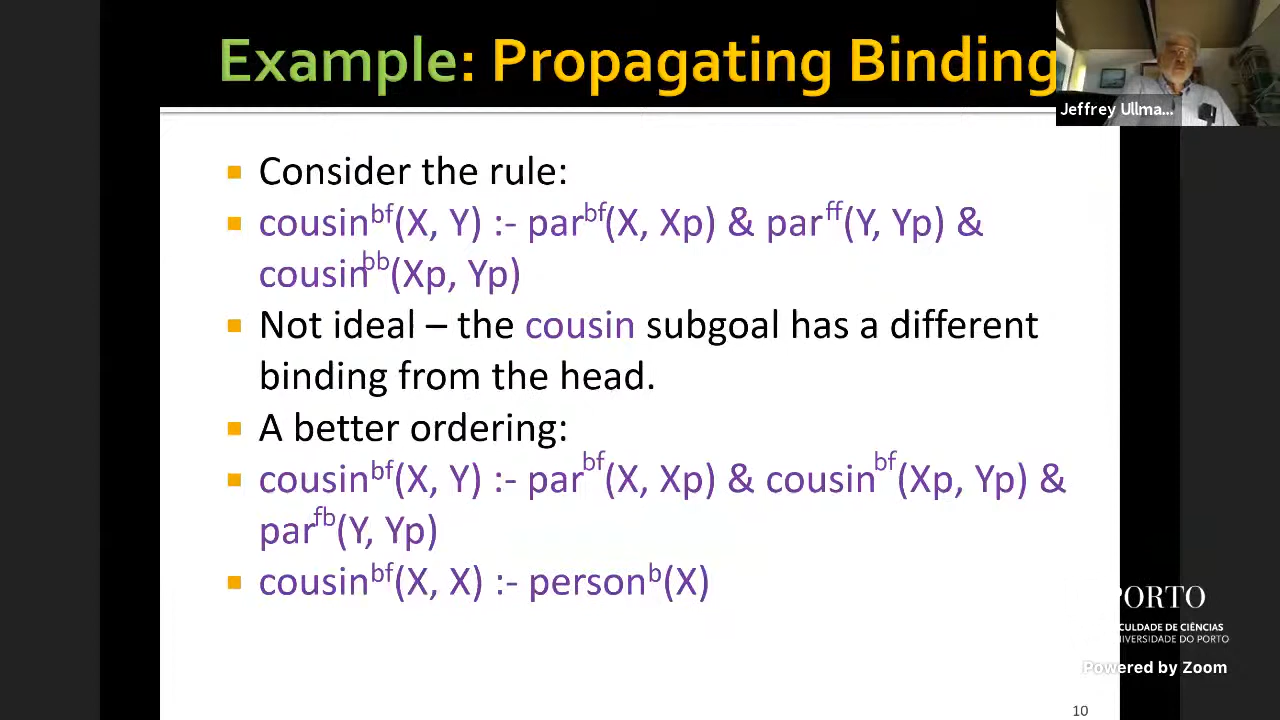 Example: Propagating Binding
Jeffrey Ullma...
Consider the rule:
cousin^bf(X, Y) :- par^bf(X, Xp) & par^ff(Y, Yp) &
cousin^bb(Xp, Yp)
Not ideal – the cousin subgoal has a different
binding from the head.
A better ordering:
cousin^bf(X, Y) :- par^bf(X, Xp) & cousin^bf(Xp, Yp) &
par^fb(Y, Yp)
cousin^bf(X, X) :- person^b(X)
PORTO
CULDADE DE CIÊNCIAS
NIVERSIDADE DO PORTO
Powered by Zoom
10